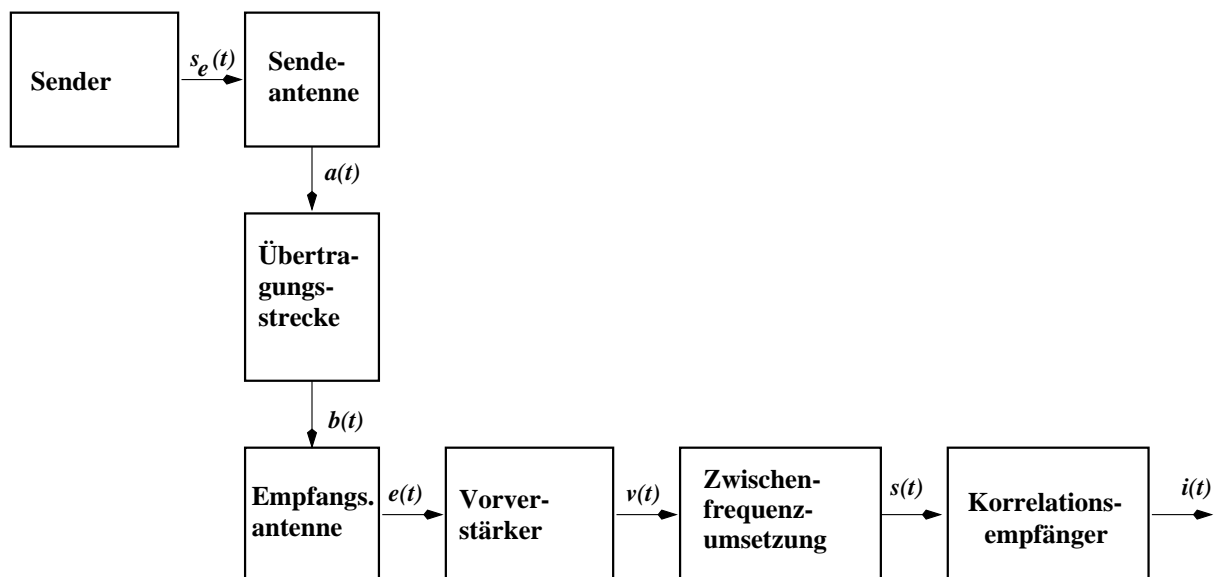 Sender
s_e(t)
Sende-
antenne
a(t)
Übertra-
gungs-
strecke
b(t)
Empfangs.
antenne
e(t)
Vorver-
stärker
v(t)
Zwischen-
frequenz-
umsetzung
s(t)
Korrelations-
empfänger
i(t)